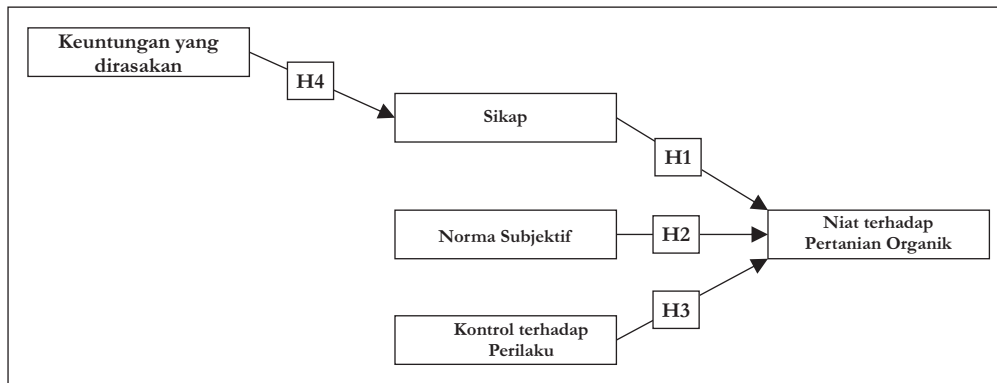 Keuntungan yang
dirasakan
H4
Sikap
H1
Norma Subjektif
H2
Niat terhadap
Pertanian Organik
H3
Kontrol terhadap
Perilaku